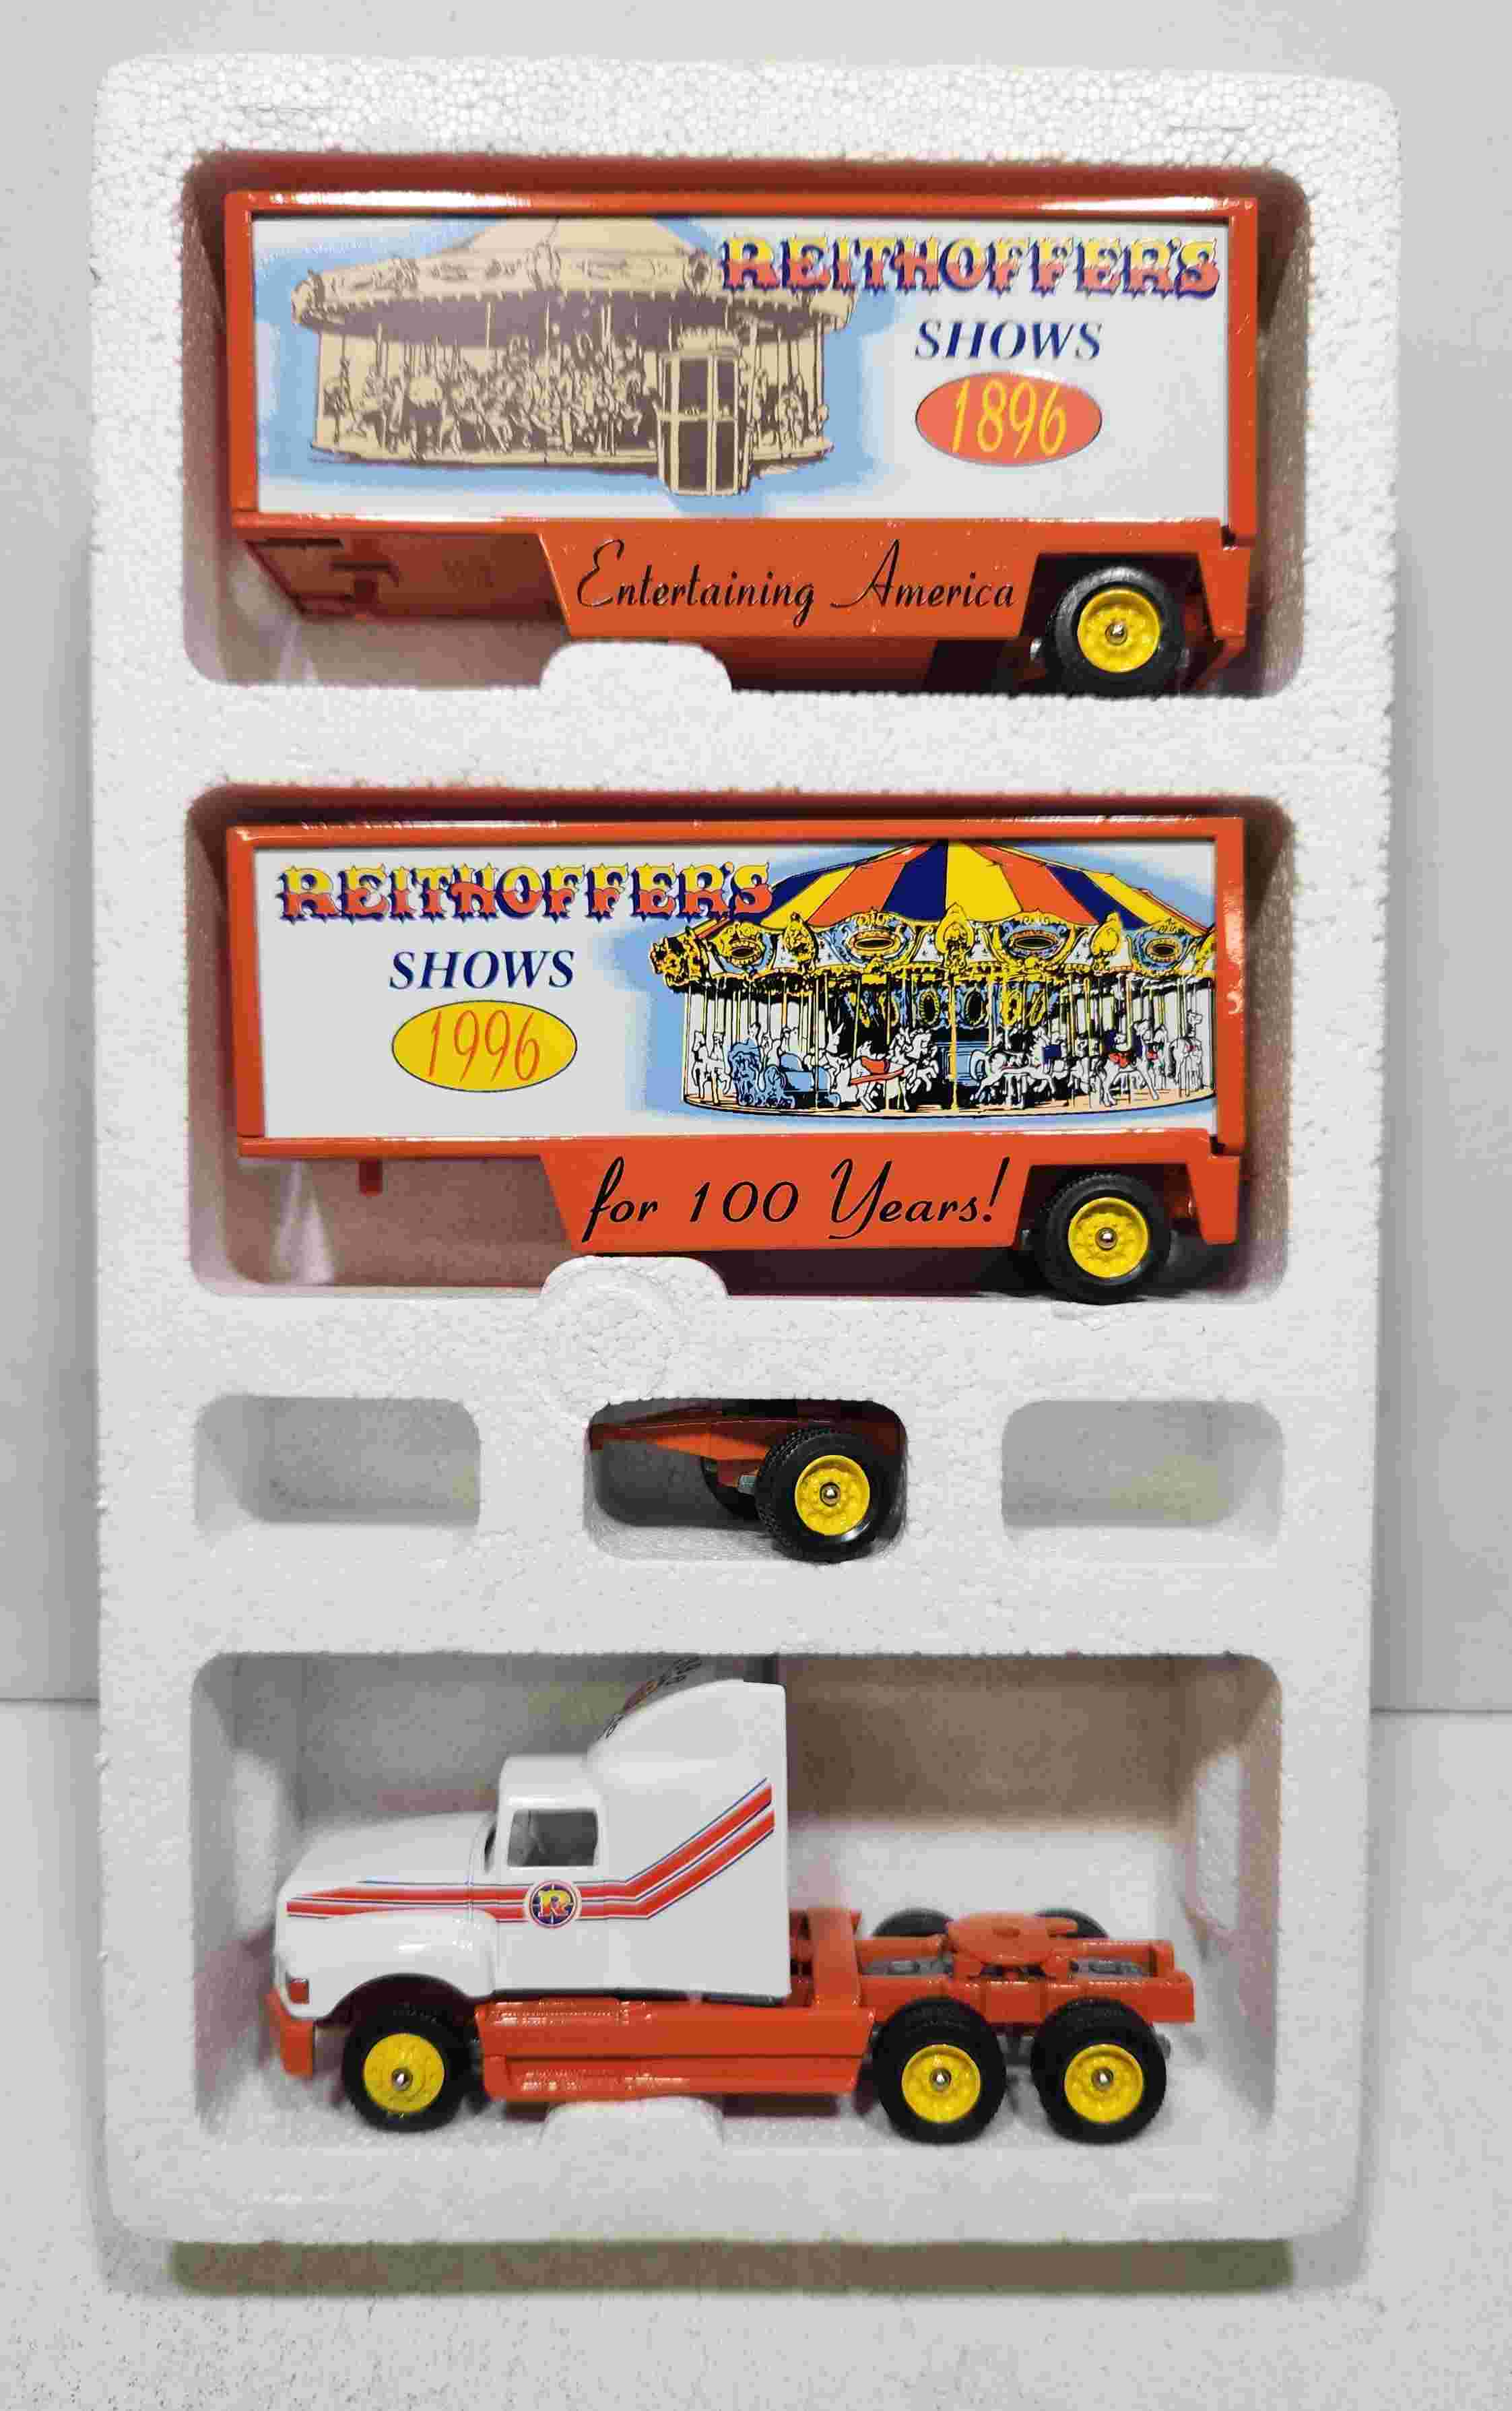 REITHOFFER'S
SHOWS
1896
Entertaining America
REITHOFFER'S
SHOWS
1996
for 100 Years!
R